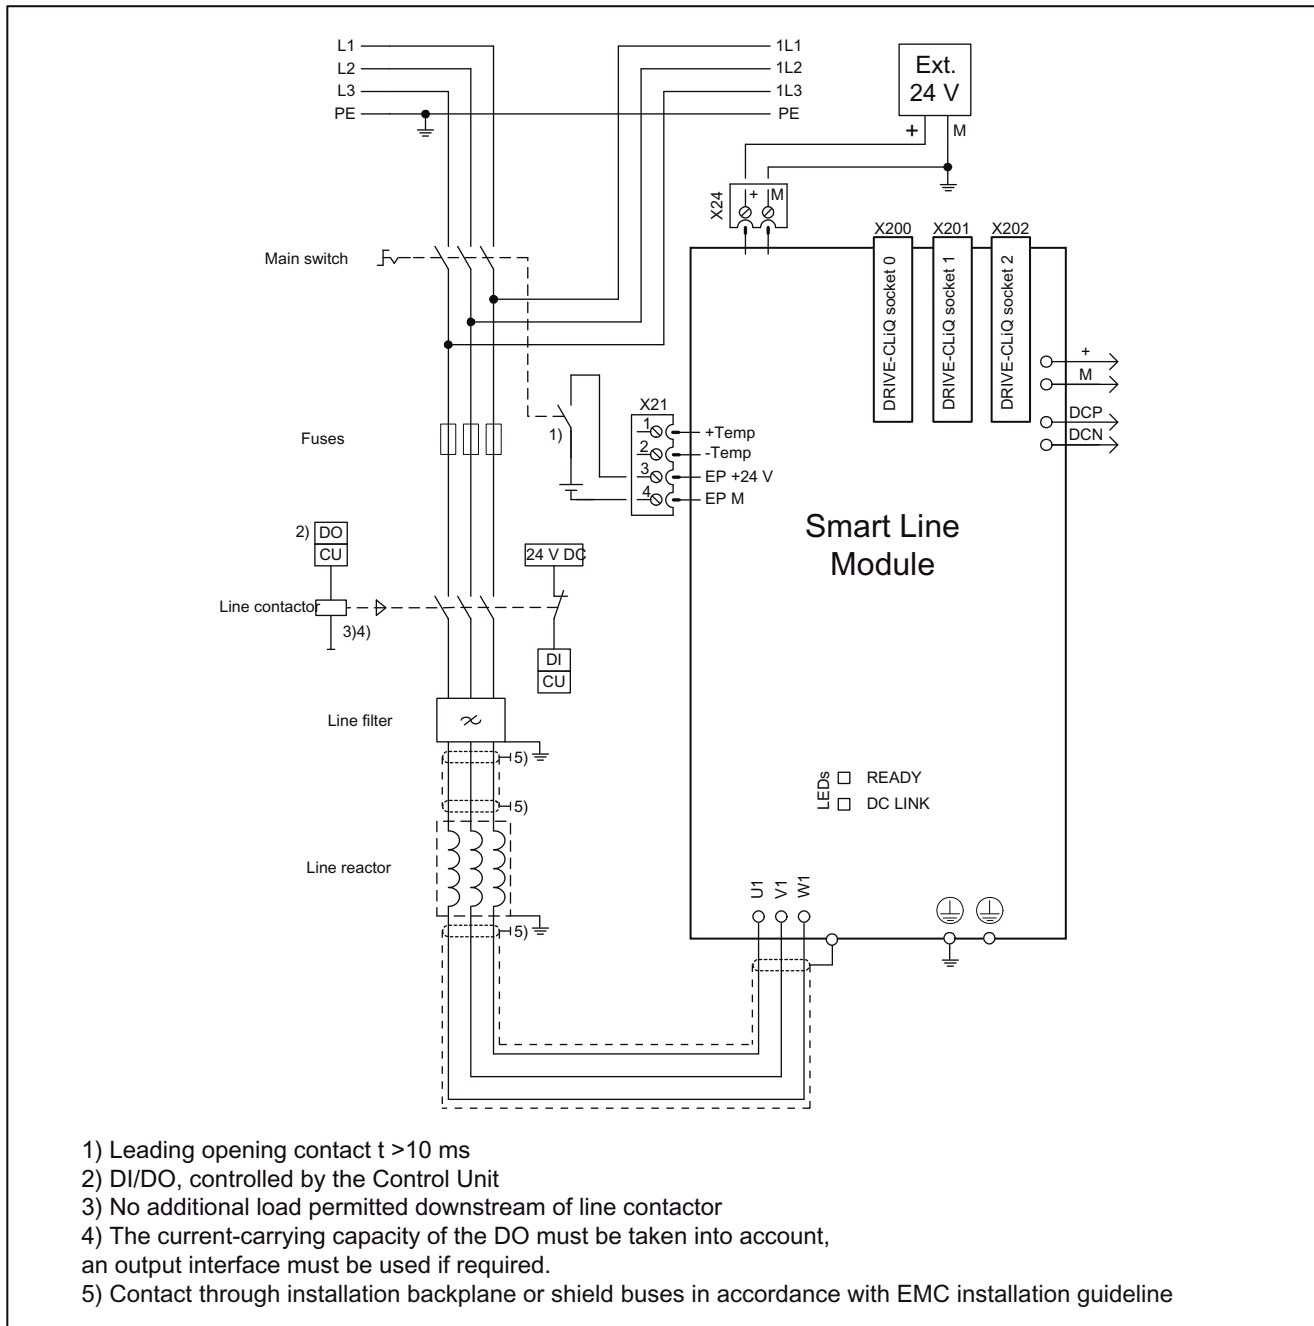 L1
1L1
L2
1L2
L3
1L3
PE
PE
Ext.
24 V
+
M
X24
+
M
X200
X201
X202
DRIVE-CLiQ socket 0
DRIVE-CLiQ socket 1
DRIVE-CLiQ socket 2
Main switch
+
M
DCP
DCN
X21
1
+Temp
2
-Temp
3
EP +24 V
4
EP M
1)
Fuses
Smart Line
Module
2)
DO
CU
24 V DC
Line contactor
3)4)
DI
CU
Line filter
5)
5)
LEDs
READY
DC LINK
Line reactor
5)
U1
V1
W1
1) Leading opening contact t >10 ms
2) DI/DO, controlled by the Control Unit
3) No additional load permitted downstream of line contactor
4) The current-carrying capacity of the DO must be taken into account,
an output interface must be used if required.
5) Contact through installation backplane or shield buses in accordance with EMC installation guideline